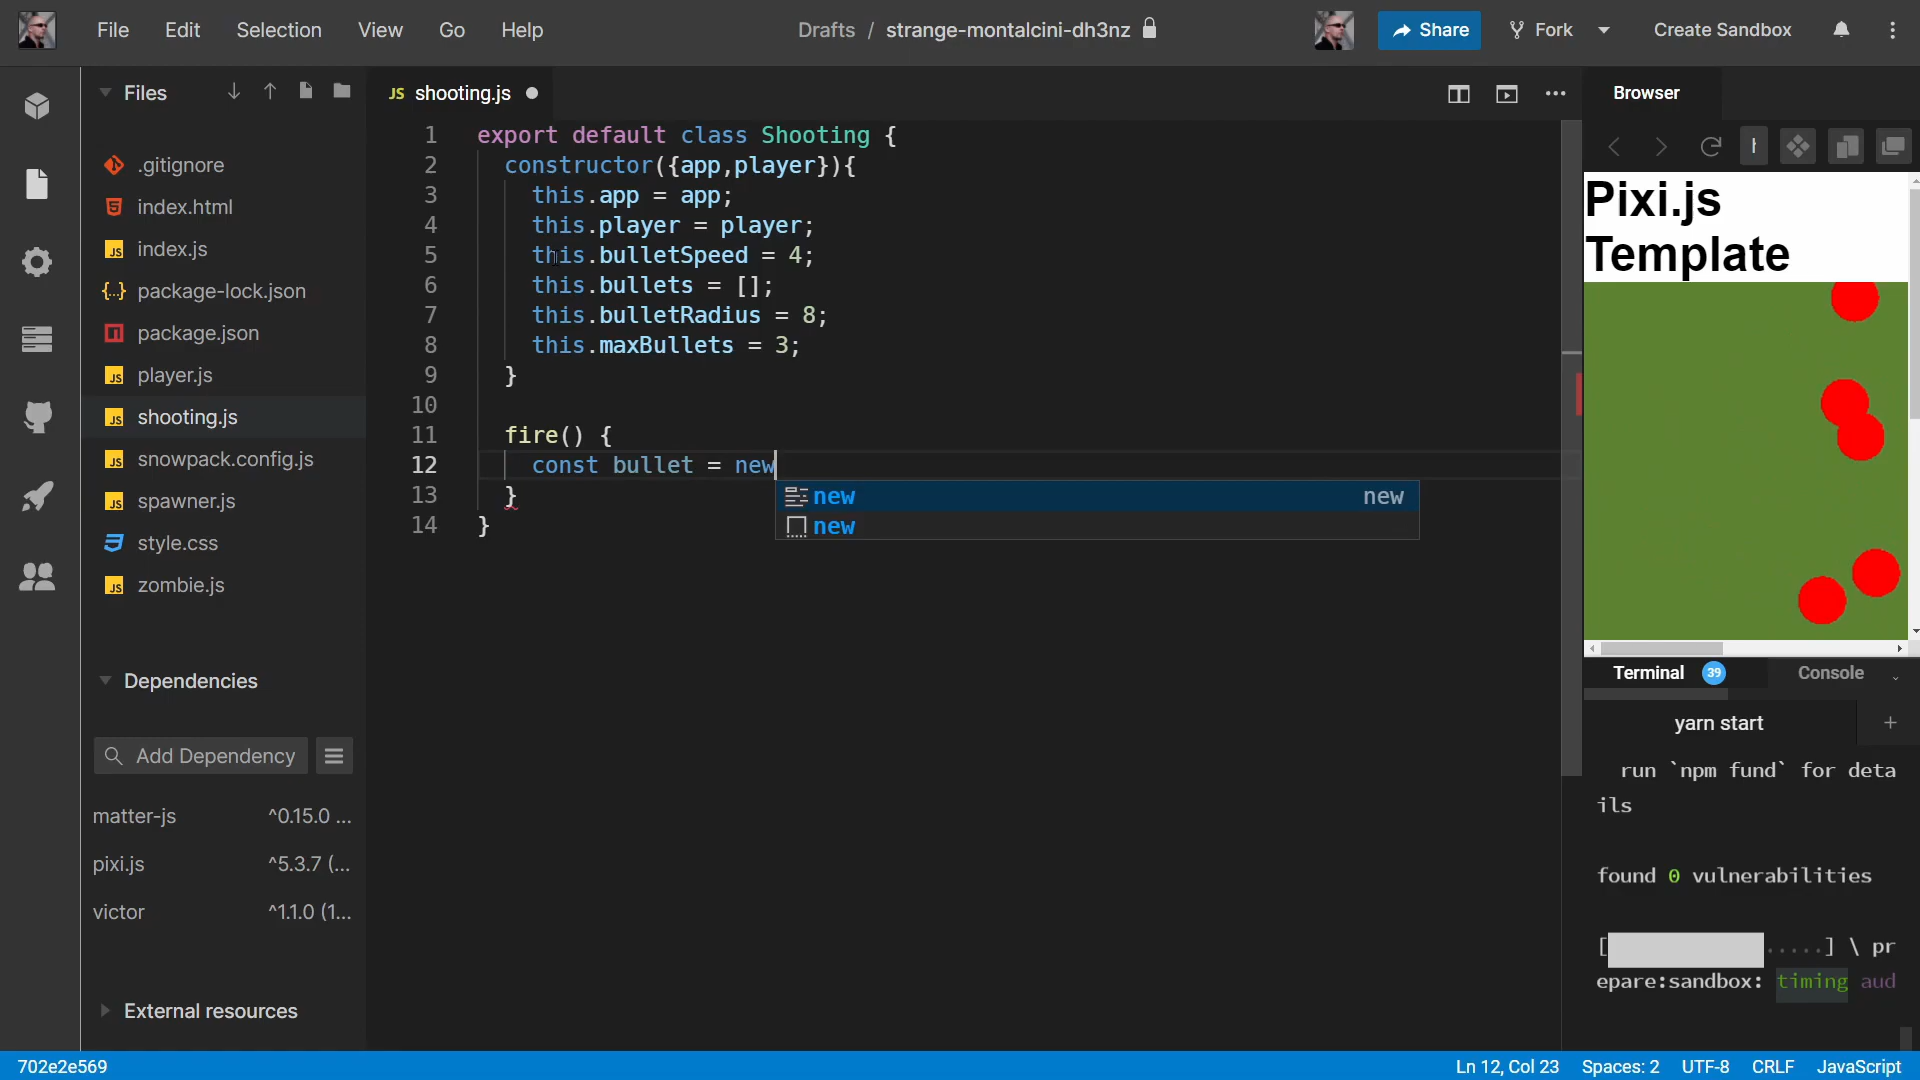 File Edit Selection View Go Help Drafts / strange-montalcini-dh3nz Share Fork Create Sandbox
Files
.gitignore
index.html
index.js
package-lock.json
package.json
player.js
shooting.js
snowpack.config.js
spawner.js
style.css
zombie.js
Dependencies
Add Dependency
matter-js ^0.15.0 ...
pixi.js ^5.3.7 (...
victor ^1.1.0 (1...
External resources
JS shooting.js
1 export default class Shooting {
2 constructor({app,player}){
3 this.app = app;
4 this.player = player;
5 this.bulletSpeed = 4;
6 this.bullets = [];
7 this.bulletRadius = 8;
8 this.maxBullets = 3;
9 }
10
11 fire() {
12 const bullet = new
13 }
14 }
new new
new
Browser
Pixi.js
Template
Terminal 39 Console
yarn start +
run `npm fund` for deta
ils
found 0 vulnerabilities
[ .....] \ pr
epare:sandbox: timing aud
702e2e569 Ln 12, Col 23 Spaces: 2 UTF-8 CRLF JavaScript